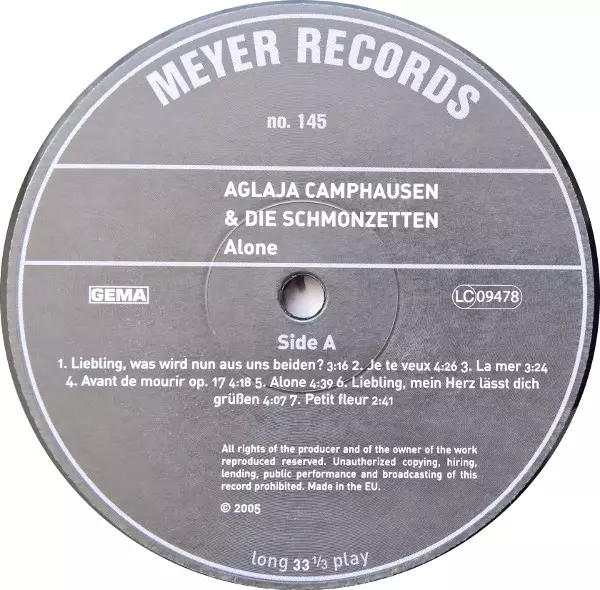 MEYER RECORDS
no. 145
AGLAJA CAMPHAUSEN
& DIE SCHMONZETTEN
Alone
GEMA
LC 09478
Side A
1. Liebling, was wird nun aus uns beiden? 3:16 2. Je te veux 4:26 3. La mer 3:24
4. Avant de mourir op. 17 4:18 5. Alone 4:39 6. Liebling, mein Herz lässt dich
grüßen 4:07 7. Petit fleur 2:41
All rights of the producer and of the owner of the work
reproduced reserved. Unauthorized copying, hiring,
lending, public performance and broadcasting of this
record prohibited. Made in the EU.
© 2005
long 33 1/3 play